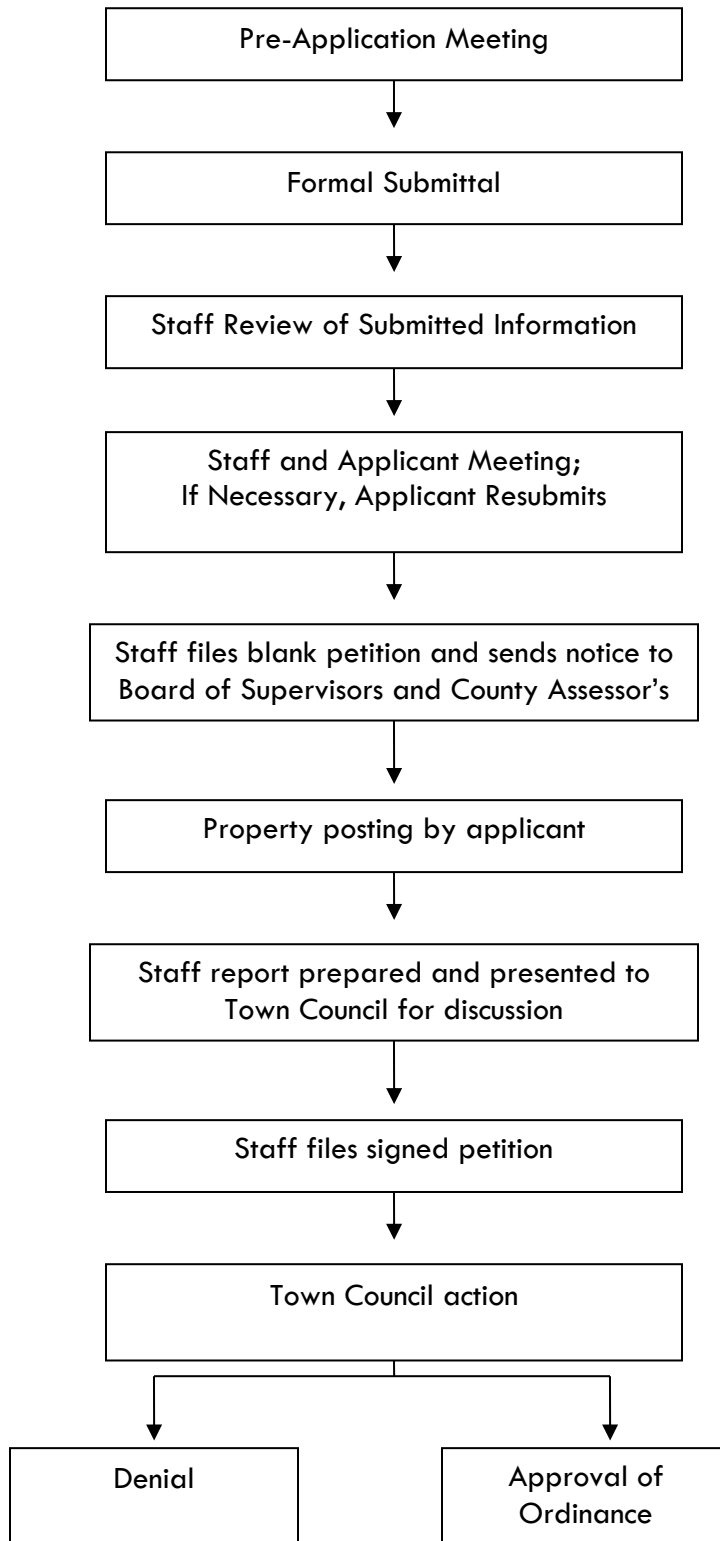 Pre-Application Meeting
Formal Submittal
Staff Review of Submitted Information
Staff and Applicant Meeting;
If Necessary, Applicant Resubmits
Staff files blank petition and sends notice to
Board of Supervisors and County Assessor’s
Property posting by applicant
Staff report prepared and presented to
Town Council for discussion
Staff files signed petition
Town Council action
Denial
Approval of
Ordinance